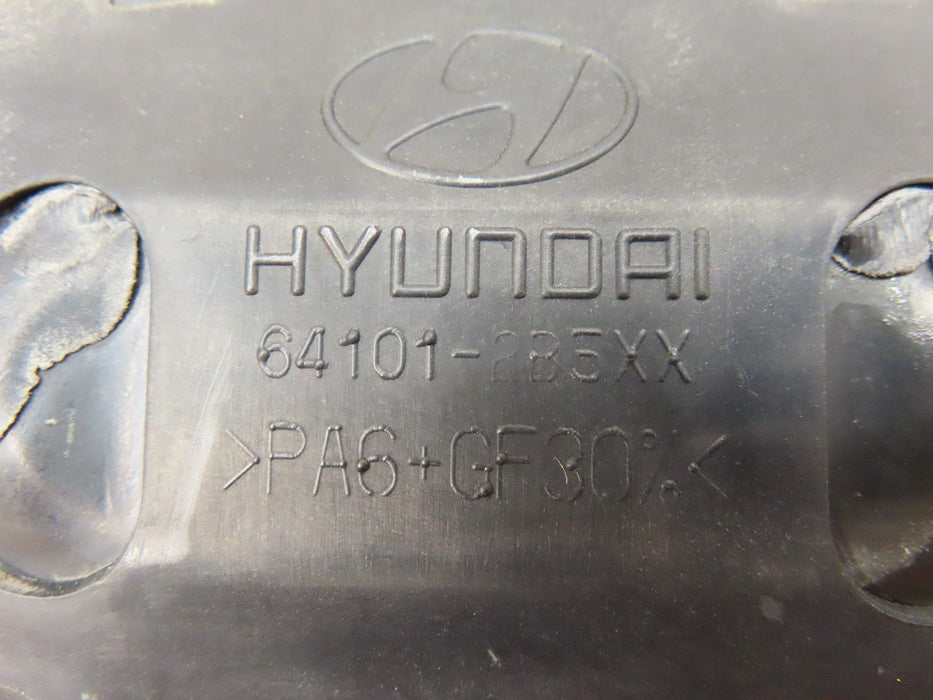 HYUNDAI
64101-2B5XX
>PA6+GF30%<